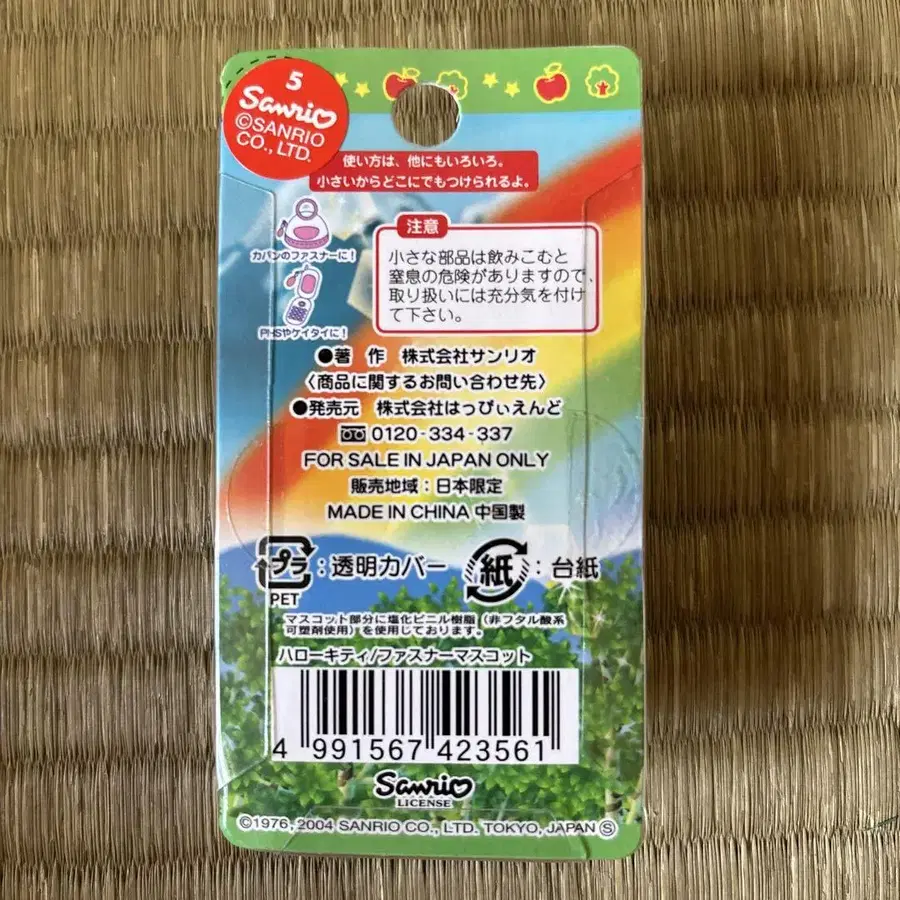 5
Sanrio
©SANRIO
CO., LTD.
使い方は、他にもいろいろ。
小さいからどこにでもつけられるよ。
カバンのファスナーに！
PHSやケイタイに！
注意
小さな部品は飲みこむと
窒息の危険がありますので、
取り扱いには充分気を付け
て下さい。
●著 作 株式会社サンリオ
〈商品に関するお問い合わせ先〉
●発売元 株式会社はっぴぃえんど
0120-334-337
FOR SALE IN JAPAN ONLY
販売地域：日本限定
MADE IN CHINA 中国製
プラ：透明カバー 紙：台紙
PET
マスコット部分に塩化ビニル樹脂（非フタル酸系
可塑剤使用）を使用しております。
ハローキティ/ファスナーマスコット
4 991567 423561
Sanrio
LICENSE
©1976, 2004 SANRIO CO., LTD. TOKYO, JAPAN Ⓢ